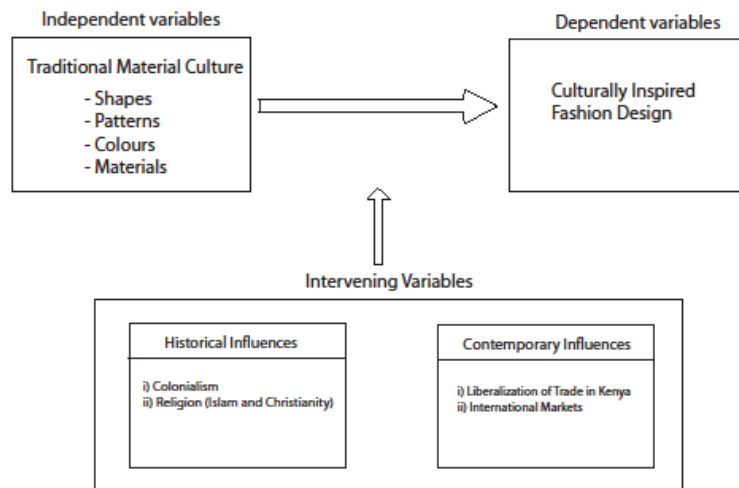 Independent variables
Dependent variables
Traditional Material Culture
- Shapes
- Patterns
- Colours
- Materials
Culturally Inspired
Fashion Design
Intervening Variables
Historical Influences
i) Colonialism
ii) Religion (Islam and Christianity)
Contemporary Influences
i) Liberalization of Trade in Kenya
ii) International Markets